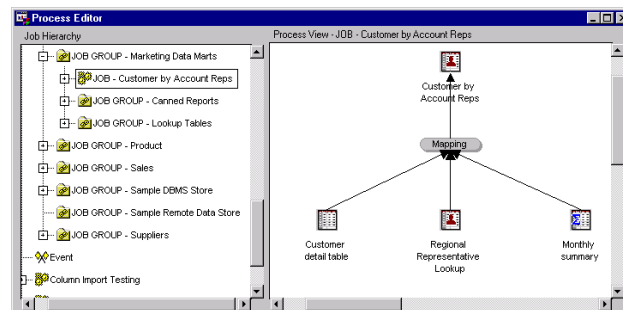 Process Editor
Job Hierarchy
JOB GROUP - Marketing Data Marts
JOB - Customer by Account Reps
JOB GROUP - Canned Reports
JOB GROUP - Lookup Tables
JOB GROUP - Product
JOB GROUP - Sales
JOB GROUP - Sample DBMS Store
JOB GROUP - Sample Remote Data Store
JOB GROUP - Suppliers
Event
Column Import Testing
Process View - JOB - Customer by Account Reps
Customer by
Account Reps
Mapping
Customer
detail table
Regional
Representative
Lookup
Monthly
summary